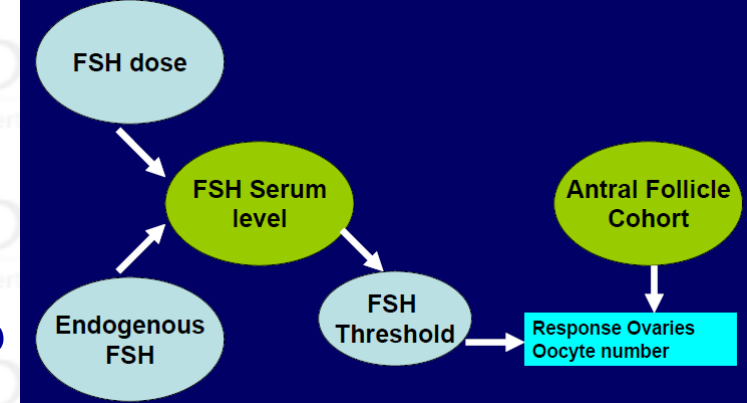 FSH dose
FSH Serum
level
Antral Follicle
Cohort
Endogenous
FSH
FSH
Threshold
Response Ovaries
Oocyte number